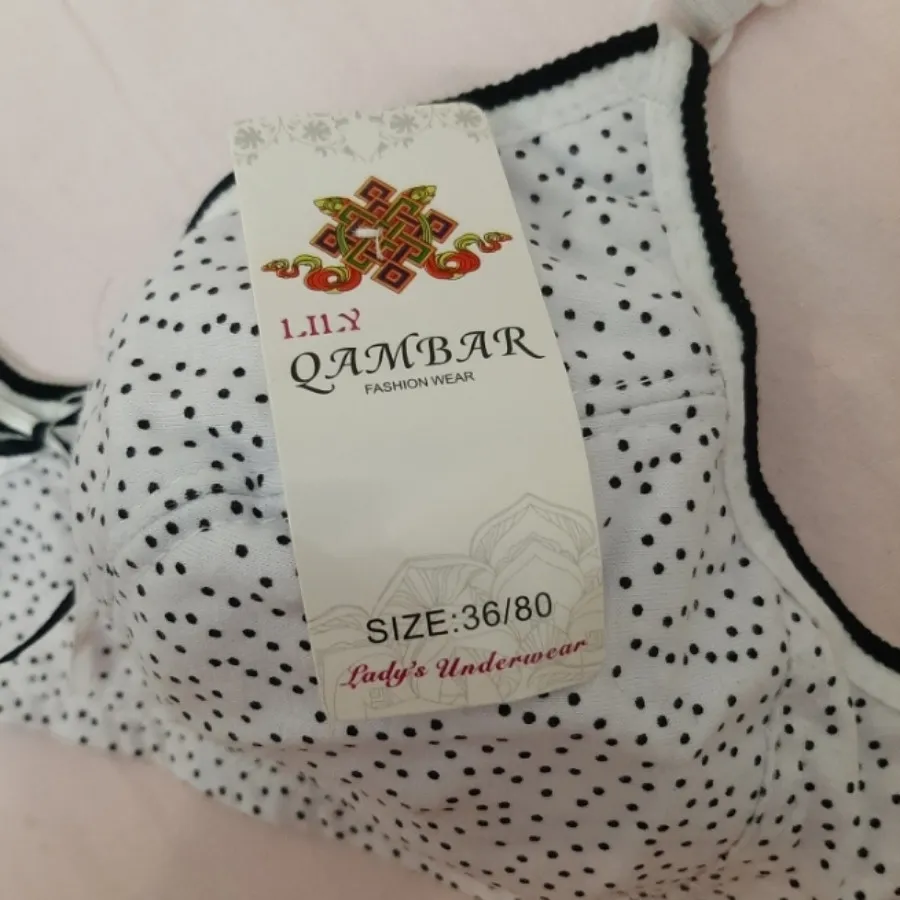 LILY
QAMBAR
FASHION WEAR
SIZE:36/80
Lady's Underwear